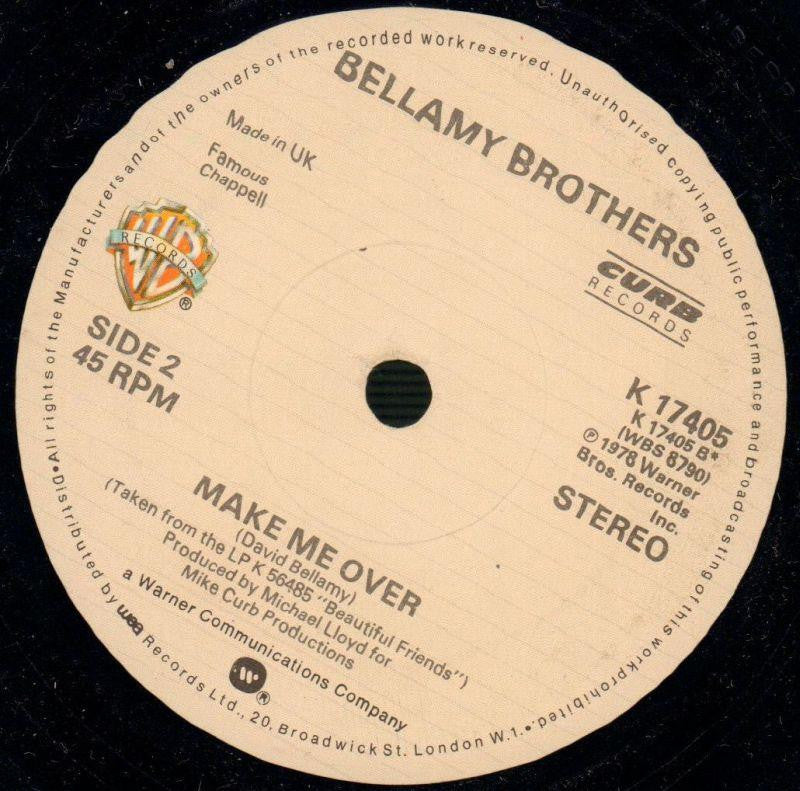 BELLAMY BROTHERS
Made in UK
Famous
Chappell
WB
RECORDS
®
CURB
RECORDS
SIDE 2
45 RPM
K 17405
K 17405 B*
(WBS 8790)
℗ 1978 Warner
Bros. Records
Inc.
STEREO
MAKE ME OVER
(David Bellamy)
(Taken from the LP K 56485 "Beautiful Friends")
Produced by Michael Lloyd for
Mike Curb Productions
a Warner Communications Company
®
•All rights of the Manufacturers and of the owners of the recorded work reserved. Unauthorised copying public performance and broadcasting of this work prohibited.•
Distributed by wea Records Ltd., 20, Broadwick St. London W.1.